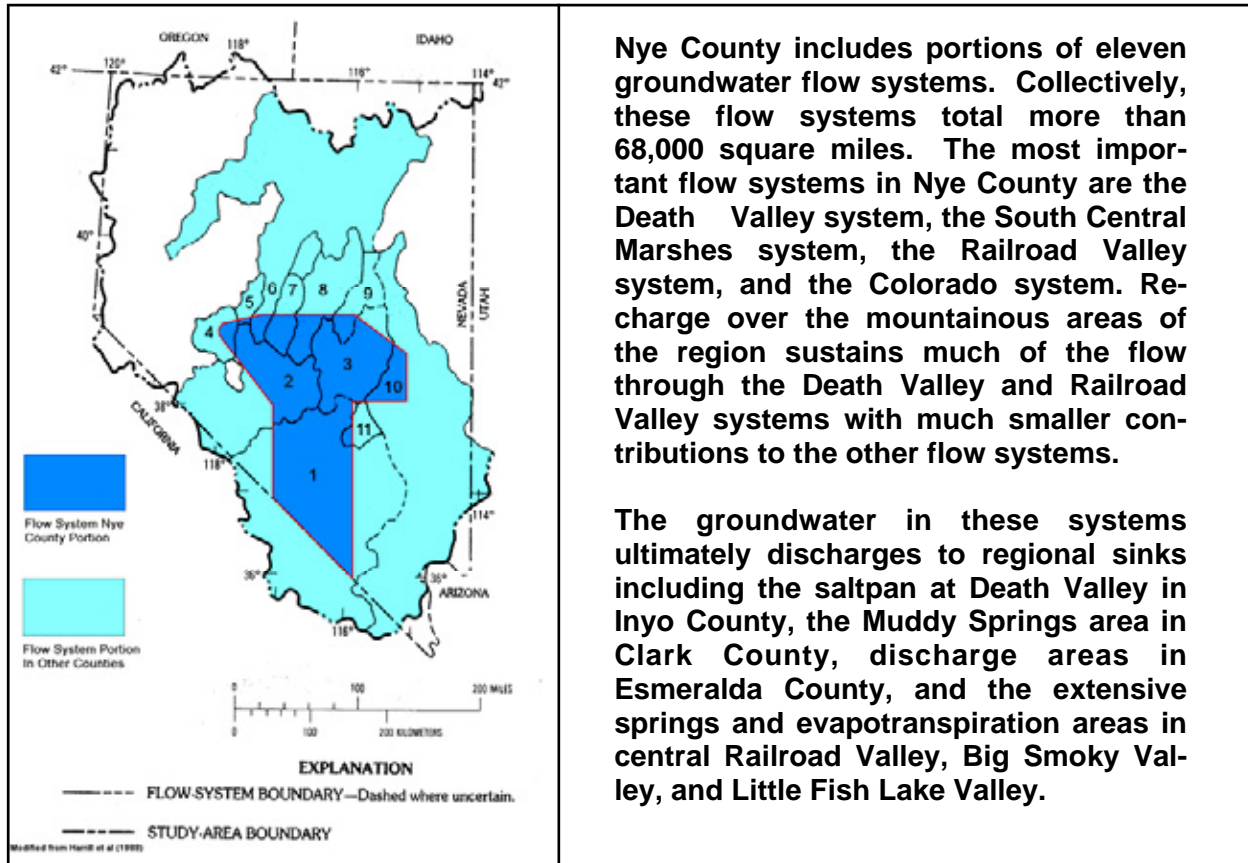 OREGON
IDAHO
120°
118°
116°
114°
42°
42°
40°
NEVADA
UTAH
6
7
8
9
5
4
3
2
10
38°
CALIFORNIA
11
118°
1
114°
36°
36°
ARIZONA
116°
Flow System Nye
County Portion
Flow System Portion
In Other Counties
0 100 200 MILES
0 100 200 KILOMETERS
EXPLANATION
FLOW-SYSTEM BOUNDARY—Dashed where uncertain.
STUDY-AREA BOUNDARY
Modified from Harrill et al (1988)
Nye County includes portions of eleven
groundwater flow systems. Collectively,
these flow systems total more than
68,000 square miles. The most impor-
tant flow systems in Nye County are the
Death Valley system, the South Central
Marshes system, the Railroad Valley
system, and the Colorado system. Re-
charge over the mountainous areas of
the region sustains much of the flow
through the Death Valley and Railroad
Valley systems with much smaller con-
tributions to the other flow systems.
The groundwater in these systems
ultimately discharges to regional sinks
including the saltpan at Death Valley in
Inyo County, the Muddy Springs area in
Clark County, discharge areas in
Esmeralda County, and the extensive
springs and evapotranspiration areas in
central Railroad Valley, Big Smoky Val-
ley, and Little Fish Lake Valley.